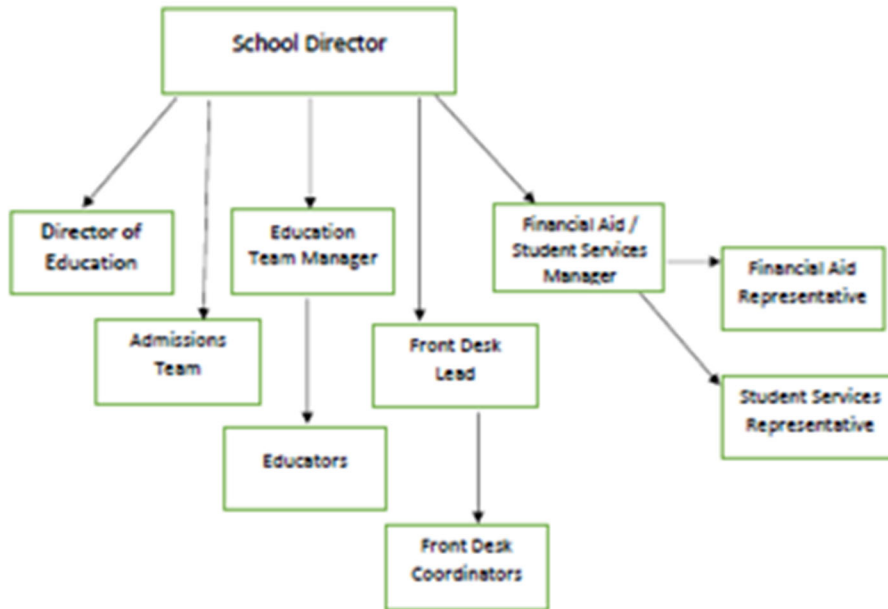 School Director
Director of
Education
Education
Team Manager
Financial Aid /
Student Services
Manager
Financial Aid
Representative
Admissions
Team
Front Desk
Lead
Student Services
Representative
Educators
Front Desk
Coordinators